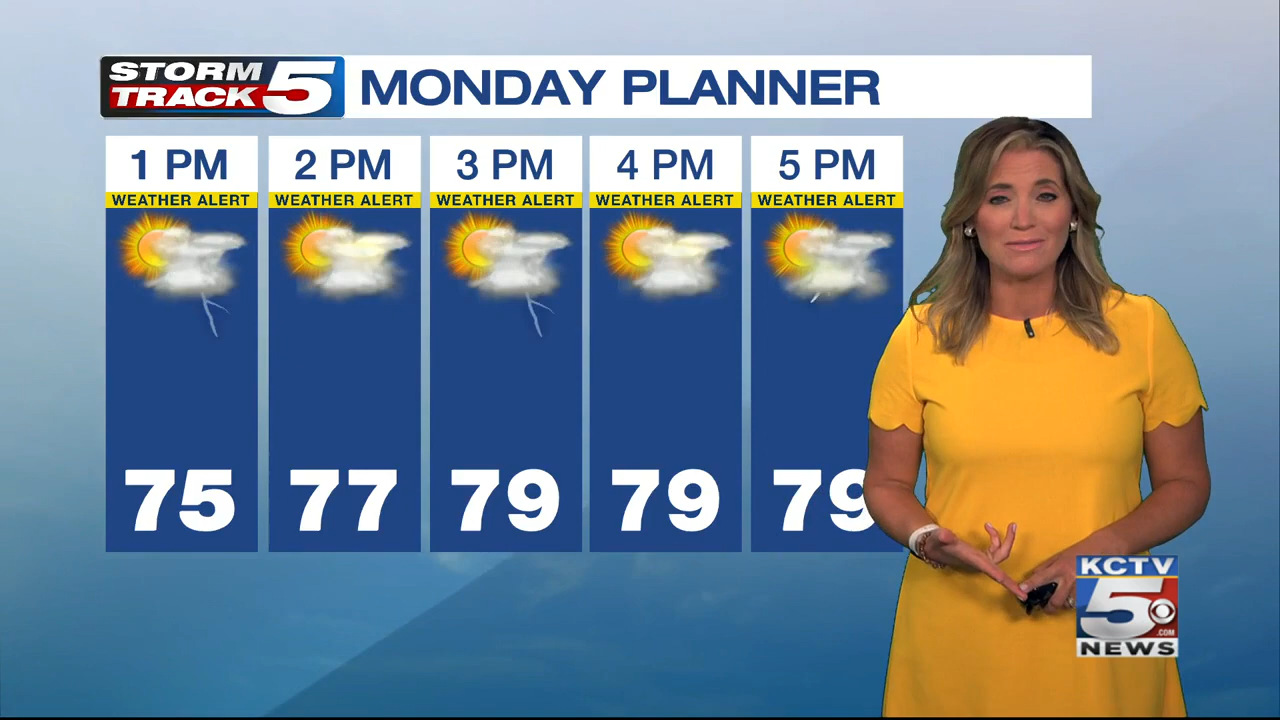 STORM
TRACK 5
MONDAY PLANNER
1 PM 2 PM 3 PM 4 PM 5 PM
WEATHER ALERT WEATHER ALERT WEATHER ALERT WEATHER ALERT WEATHER ALERT
75 77 79 79 79
KCTV
5
.COM
NEWS